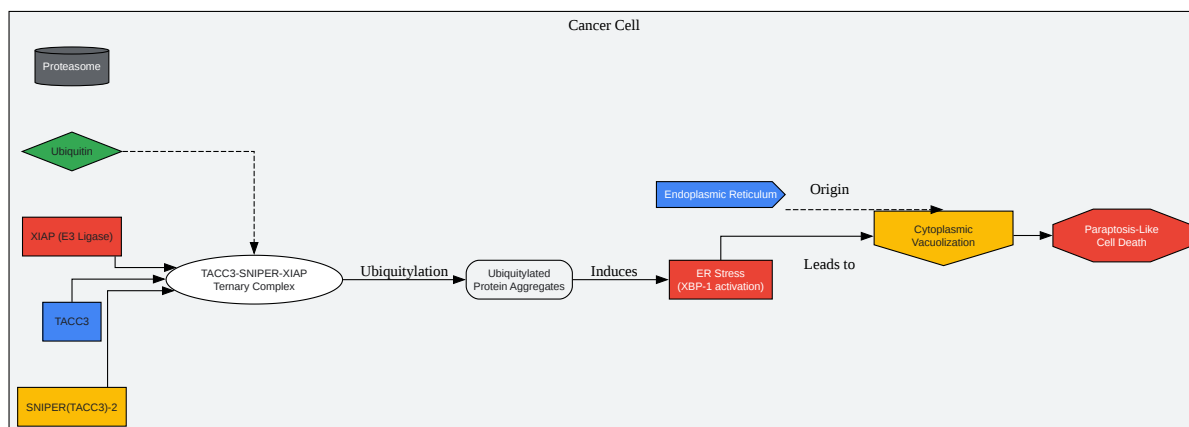 Cancer Cell
Proteasome
Ubiquitin
Endoplasmic Reticulum
Origin
XIAP (E3 Ligase)
Cytoplasmic
Vacuolization
Paraptosis-Like
Cell Death
Leads to
TACC3-SNIPER-XIAP
Ternary Complex
Ubiquitylation
Ubiquitylated
Protein Aggregates
Induces
ER Stress
(XBP-1 activation)
TACC3
SNIPER(TACC3)-2